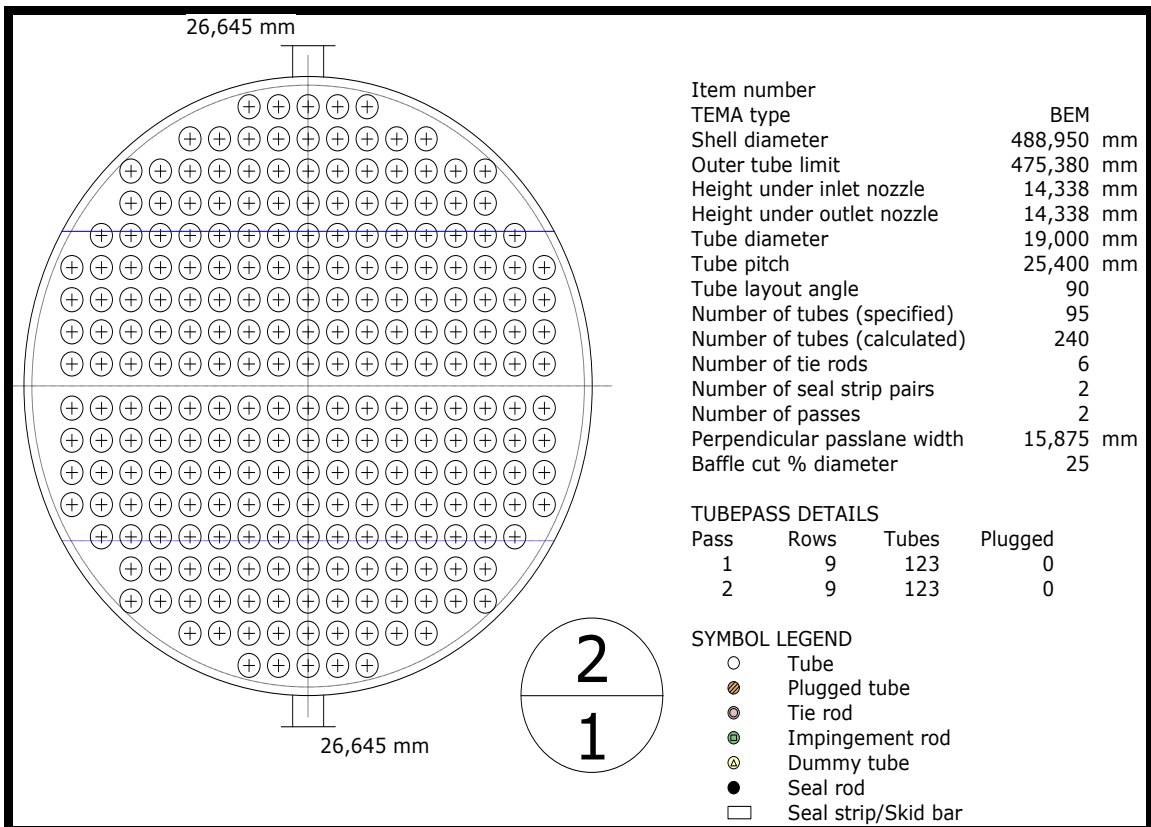 26,645 mm
Item number
TEMA type BEM
Shell diameter 488,950 mm
Outer tube limit 475,380 mm
Height under inlet nozzle 14,338 mm
Height under outlet nozzle 14,338 mm
Tube diameter 19,000 mm
Tube pitch 25,400 mm
Tube layout angle 90
Number of tubes (specified) 95
Number of tubes (calculated) 240
Number of tie rods 6
Number of seal strip pairs 2
Number of passes 2
Perpendicular passlane width 15,875 mm
Baffle cut % diameter 25
TUBEPASS DETAILS
Pass Rows Tubes Plugged
1 9 123 0
2 9 123 0
SYMBOL LEGEND
Tube
Plugged tube
Tie rod
Impingement rod
Dummy tube
Seal rod
Seal strip/Skid bar
2
1
26,645 mm